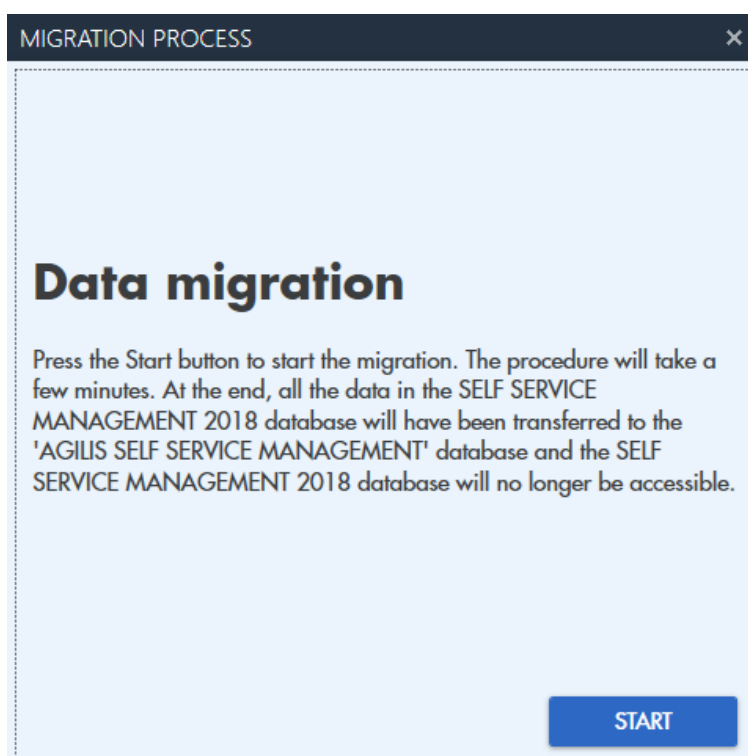 MIGRATION PROCESS
Data migration
Press the Start button to start the migration. The procedure will take a
few minutes. At the end, all the data in the SELF SERVICE
MANAGEMENT 2018 database will have been transferred to the
'AGILIS SELF SERVICE MANAGEMENT' database and the SELF
SERVICE MANAGEMENT 2018 database will no longer be accessible.
START